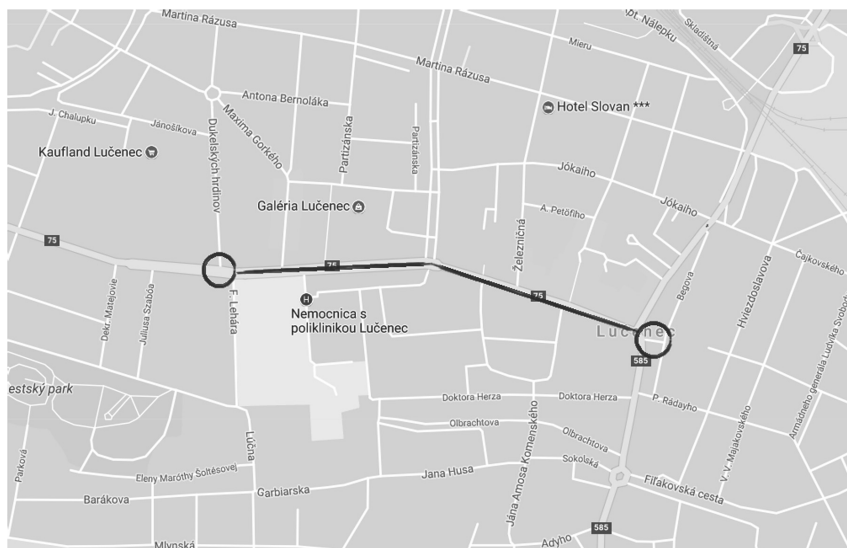 Martina Rázusa
Apt. Nálepku
Skladištná
75
Mieru
Martina Rázusa
Antona Bernoláka
Hotel Slovan ***
J. Chalupku
Jánošíkova
Dukelských hrdinov
Maxima Gorkého
Partizánska
Partizánska
Kaufland Lučenec
Jókaiho
Jókaiho
Galéria Lučenec
A. Petőfiho
Železničná
75
75
75
Čajkovského
Begova
Hviezdoslavova
Dekr. Matejovie
Juliusa Szabóa
F. Lehára
H
Nemocnica s
poliklinikou Lučenec
Lučenec
585
Armádneho generála Ludvíka Svobodu
estský park
Doktora Herza
Doktora Herza
P. Rádayho
Olbrachtova
Olbrachtova
Jána Amosa Komenského
V. V. Majakovského
Lúčna
Parková
Eleny Maróthy Šoltésovej
Jana Husa
Sokolská
Fiľakovská cesta
Barákova
Garbiarska
585
Mlynská
Adyho